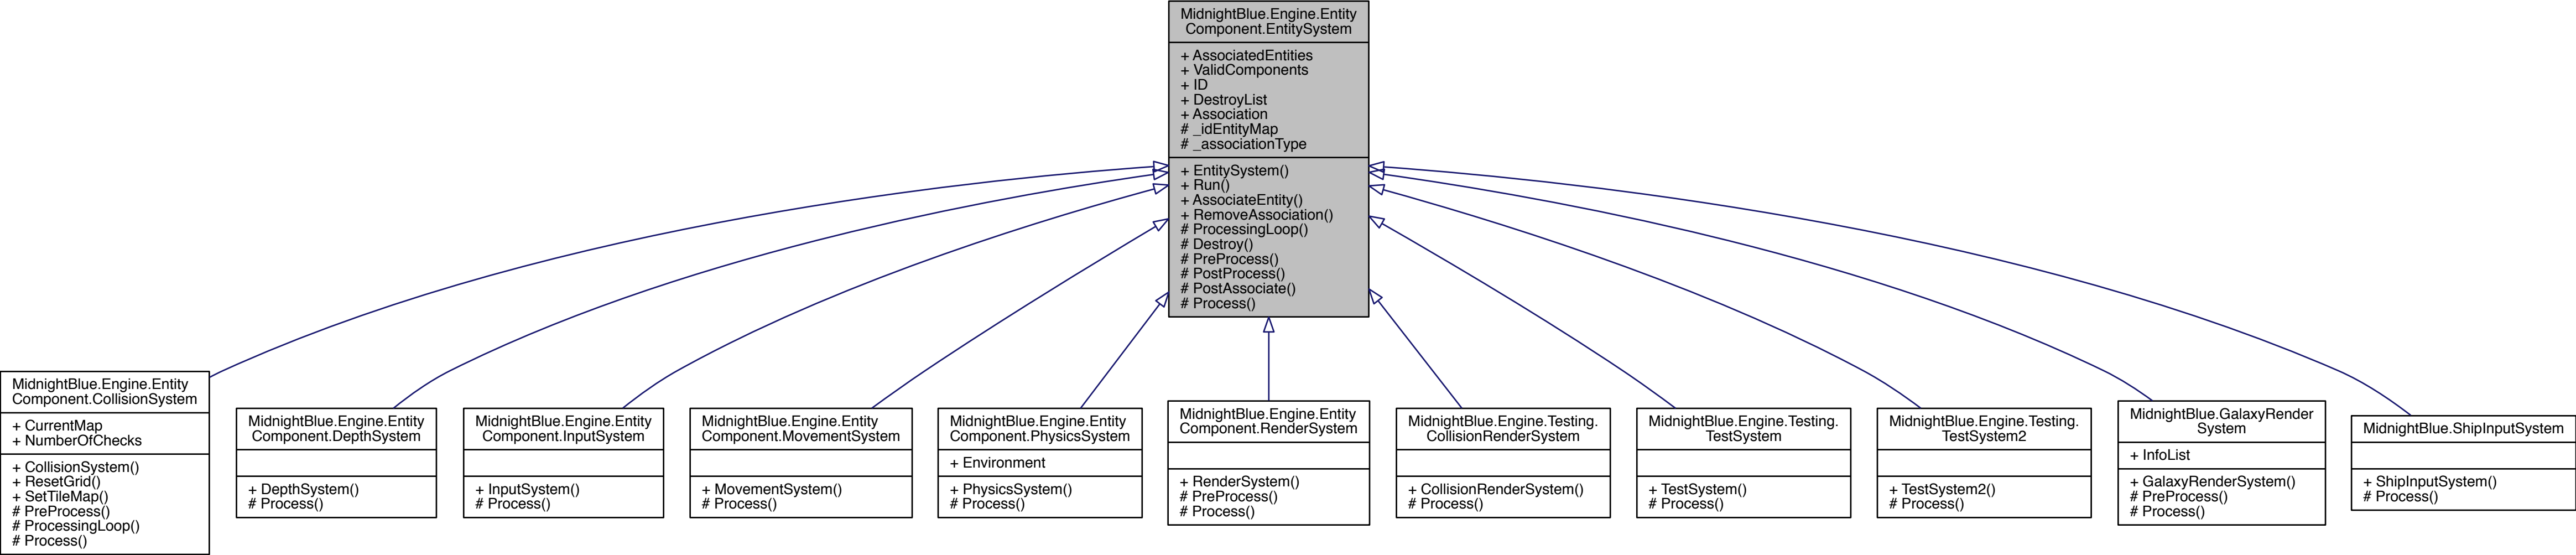 MidnightBlue.Engine.Entity
Component.EntitySystem
+ AssociatedEntities
+ ValidComponents
+ ID
+ DestroyList
+ Association
# _idEntityMap
# _associationType
+ EntitySystem()
+ Run()
+ AssociateEntity()
+ RemoveAssociation()
# ProcessingLoop()
# Destroy()
# PreProcess()
# PostProcess()
# PostAssociate()
# Process()
MidnightBlue.Engine.Entity
Component.CollisionSystem
+ CurrentMap
+ NumberOfChecks
+ CollisionSystem()
+ ResetGrid()
+ SetTileMap()
# PreProcess()
# ProcessingLoop()
# Process()
MidnightBlue.Engine.Entity
Component.DepthSystem
+ DepthSystem()
# Process()
MidnightBlue.Engine.Entity
Component.InputSystem
+ InputSystem()
# Process()
MidnightBlue.Engine.Entity
Component.MovementSystem
+ MovementSystem()
# Process()
MidnightBlue.Engine.Entity
Component.PhysicsSystem
+ Environment
+ PhysicsSystem()
# Process()
MidnightBlue.Engine.Entity
Component.RenderSystem
+ RenderSystem()
# PreProcess()
# Process()
MidnightBlue.Engine.Testing.
CollisionRenderSystem
+ CollisionRenderSystem()
# Process()
MidnightBlue.Engine.Testing.
TestSystem
+ TestSystem()
# Process()
MidnightBlue.Engine.Testing.
TestSystem2
+ TestSystem2()
# Process()
MidnightBlue.GalaxyRender
System
+ InfoList
+ GalaxyRenderSystem()
# PreProcess()
# Process()
MidnightBlue.ShipInputSystem
+ ShipInputSystem()
# Process()